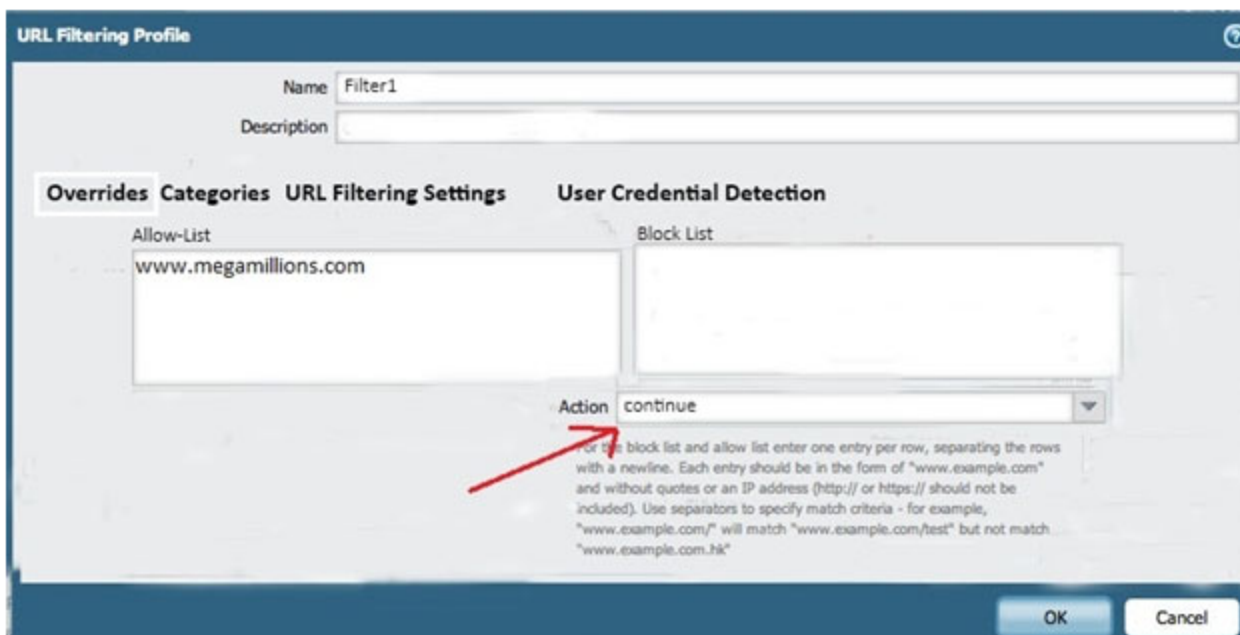 URL Filtering Profile
Name Filter1
Description
Overrides Categories URL Filtering Settings User Credential Detection
Allow-List
www.megamillions.com
Block List
Action continue
For the block list and allow list enter one entry per row, separating the rows
with a newline. Each entry should be in the form of "www.example.com"
and without quotes or an IP address (http:// or https:// should not be
included). Use separators to specify match criteria - for example,
"www.example.com/" will match "www.example.com/test" but not match
"www.example.com.hk"
OK Cancel